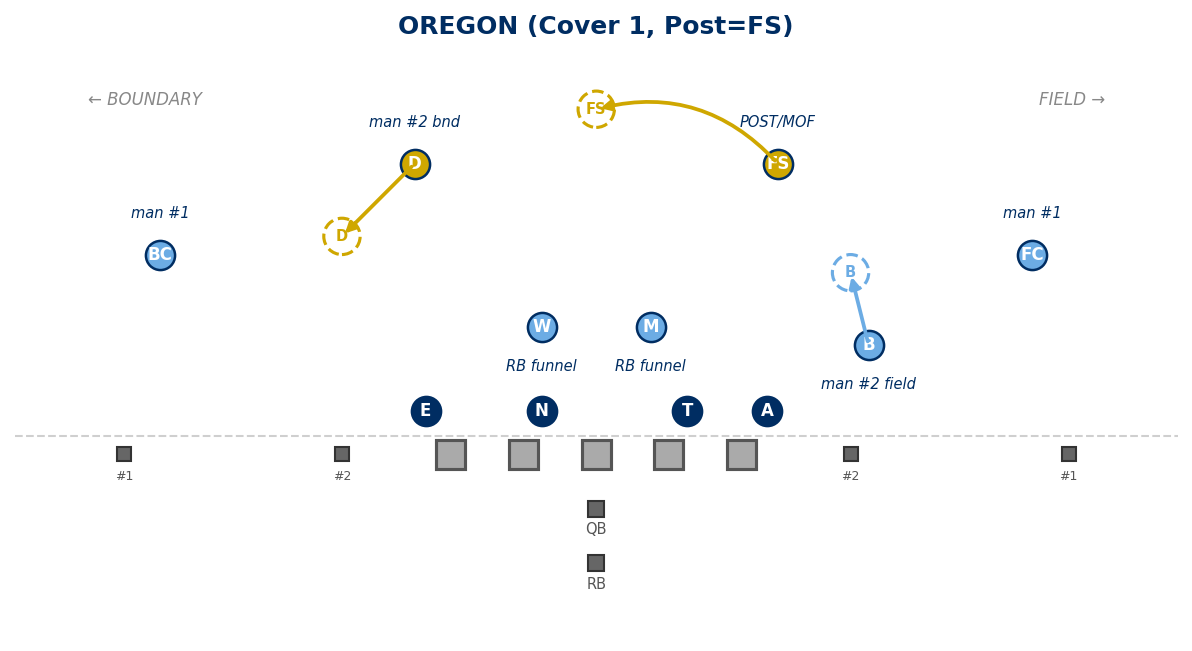 OREGON (Cover 1, Post=FS)
← BOUNDARY
FIELD →
FS
man #2 bnd
POST/MOF
D
FS
man #1
man #1
D
BC
FC
B
W
M
B
RB funnel
RB funnel
man #2 field
E
N
T
A
#1
#2
#2
#1
QB
RB